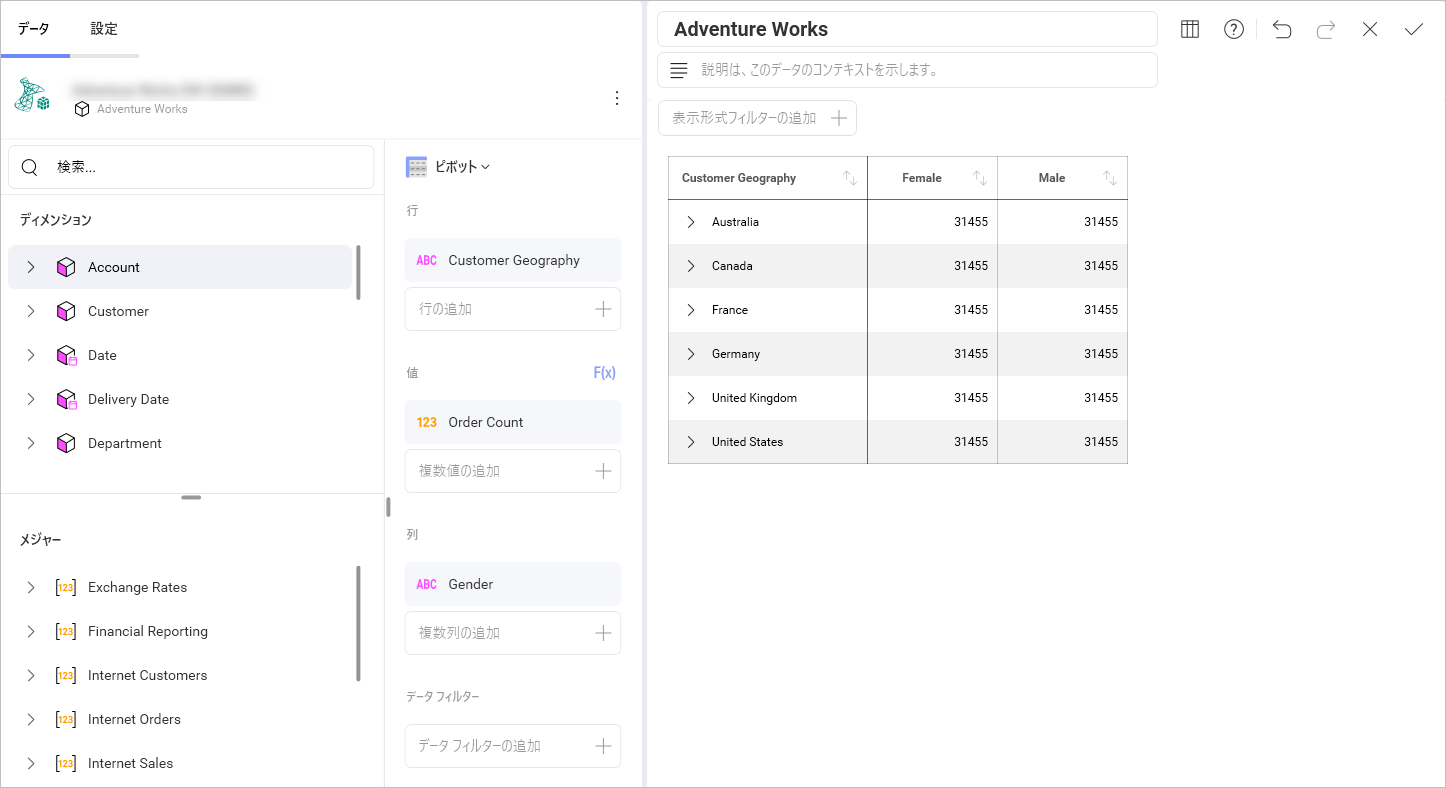 データ
設定
Adventure Works
検索...
ディメンション
Account
Customer
Date
Delivery Date
Department
メジャー
[123] Exchange Rates
[123] Financial Reporting
[123] Internet Customers
[123] Internet Orders
[123] Internet Sales
ピボット
行
ABC Customer Geography
行の追加
値 F(x)
123 Order Count
複数値の追加
列
ABC Gender
複数列の追加
データ フィルター
データ フィルターの追加
Adventure Works
?
説明は、このデータのコンテキストを示します。
表示形式フィルターの追加
Customer Geography Female Male
Australia 31455 31455
Canada 31455 31455
France 31455 31455
Germany 31455 31455
United Kingdom 31455 31455
United States 31455 31455